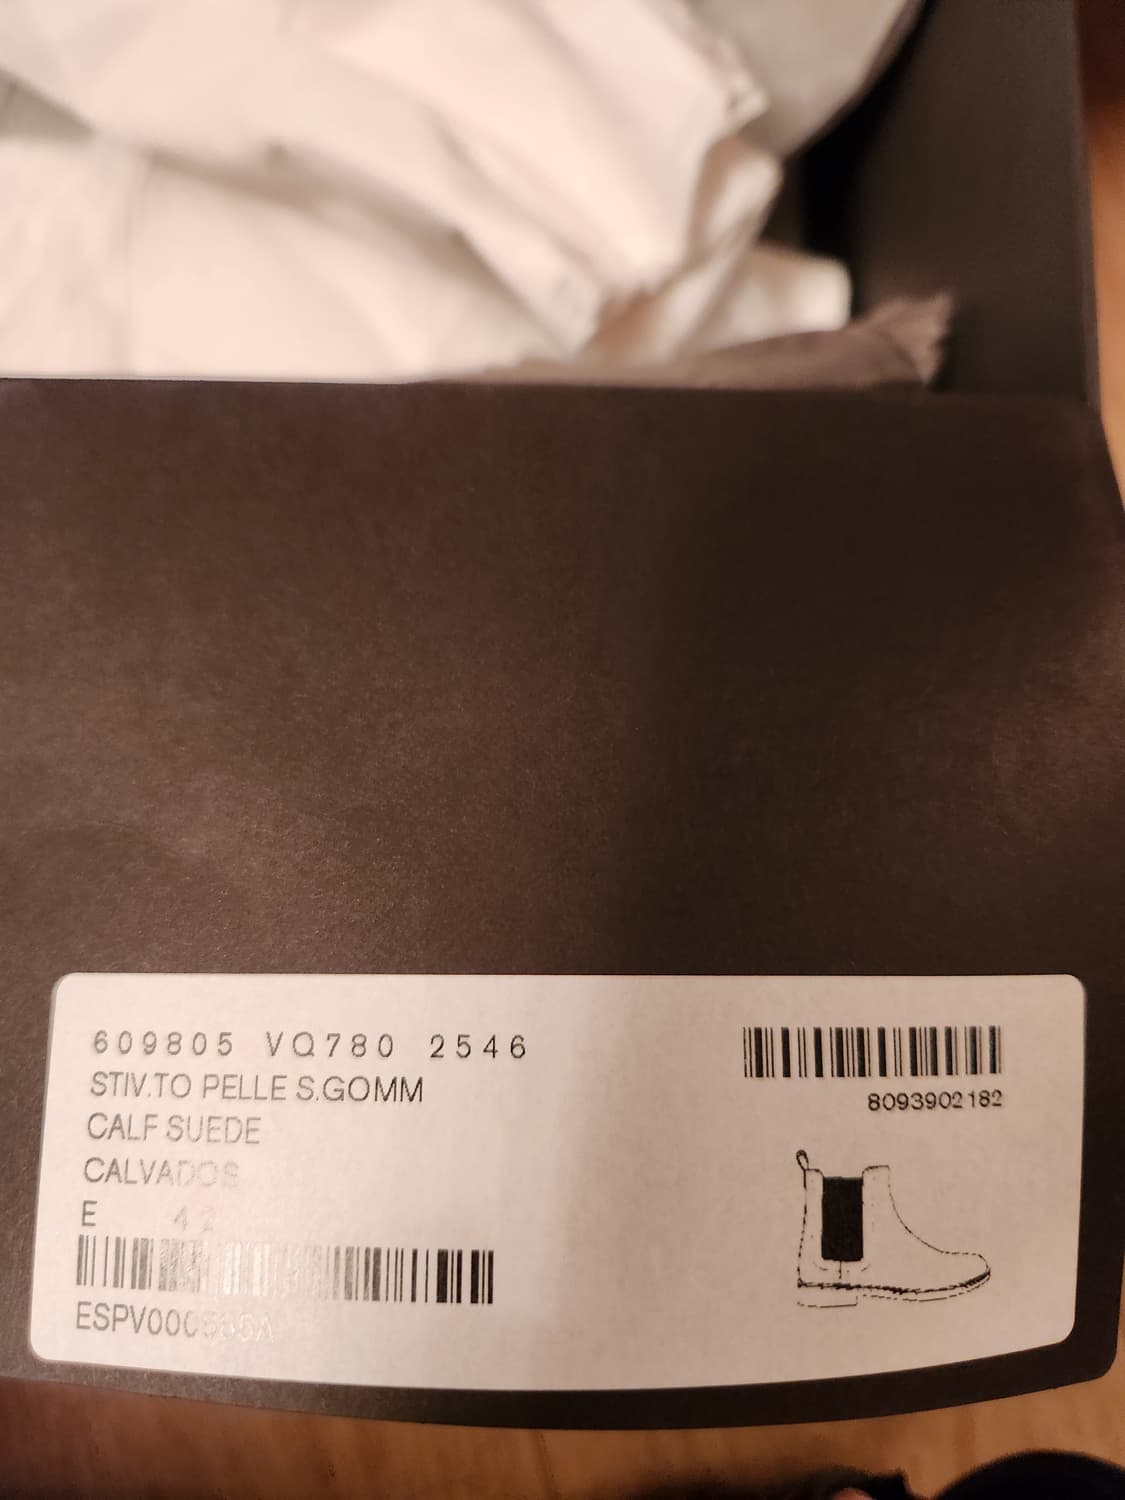 609805 VQ780 2546
STIV.TO PELLE S.GOMM
CALF SUEDE
CALVADOS
E 42
8093902182